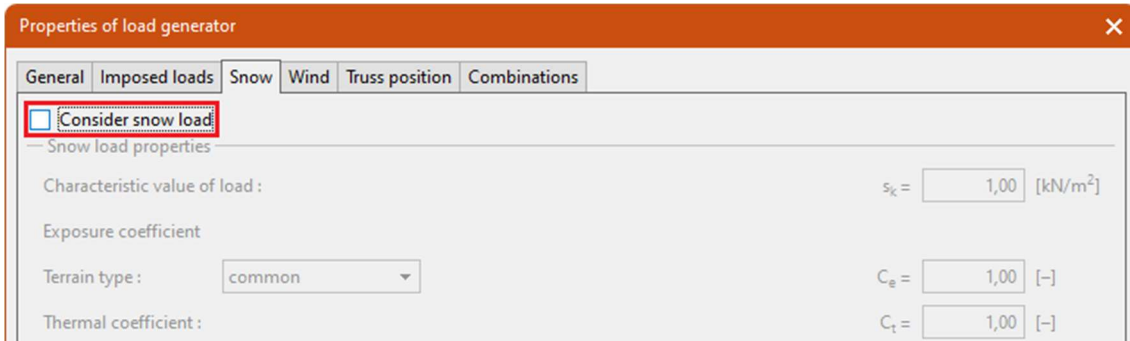 Properties of load generator
General Imposed loads Snow Wind Truss position Combinations
Consider snow load
Snow load properties
Characteristic value of load : sₖ = 1,00 [kN/m²]
Exposure coefficient
Terrain type : common Cₑ = 1,00 [–]
Thermal coefficient : Cₜ = 1,00 [–]